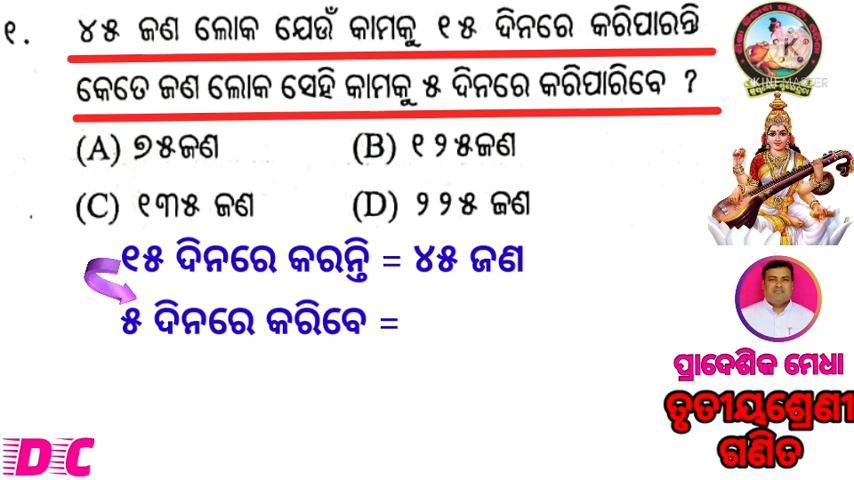 ୧. ୪୫ ଜଣ ଲୋକ ଯେଉଁ କାମକୁ ୧୫ ଦିନରେ କରିପାରନ୍ତି
କେତେ ଜଣ ଲୋକ ସେହି କାମକୁ ୫ ଦିନରେ କରିପାରିବେ ?
(A) ୭୫ଜଣ (B) ୧୨୫ଜଣ
(C) ୧୩୫ ଜଣ (D) ୨୨୫ ଜଣ
୧୫ ଦିନରେ କରନ୍ତି = ୪୫ ଜଣ
୫ ଦିନରେ କରିବେ =
ପ୍ରାଦେଶିକ ମେଧା
ତୃତୀୟଶ୍ରେଣୀ
ଗଣିତ
DC